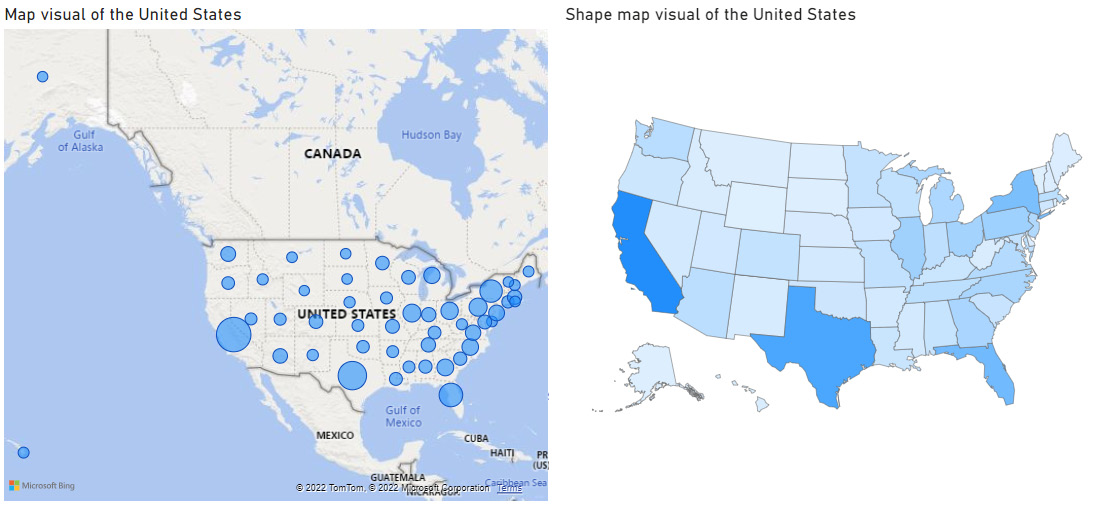 Map visual of the United States
Shape map visual of the United States
Gulf
of Alaska
Hudson Bay
CANADA
UNITED STATES
Gulf of
Mexico
MEXICO
CUBA
HAITI
PR
(US)
GUATEMALA
Caribbean Sea
NICARAGUA
Microsoft Bing
© 2022 TomTom, © 2022 Microsoft Corporation Terms